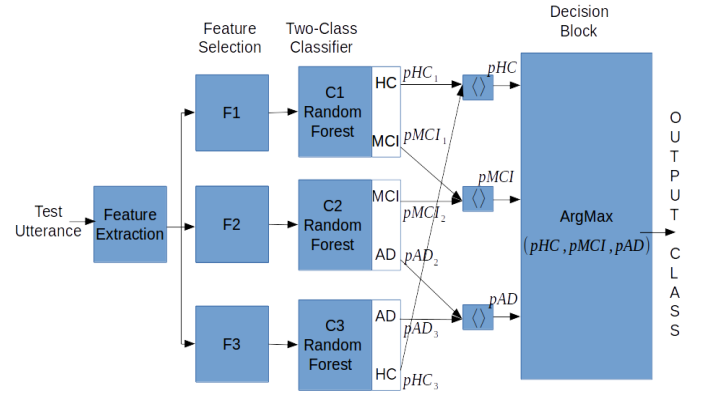 Feature
Selection
Two-Class
Classifier
Decision
Block
Test
Utterance
Feature
Extraction
F1
F2
F3
C1
Random
Forest
HC
MCI
C2
Random
Forest
MCI
AD
C3
Random
Forest
AD
HC
pHC₁
pMCI₁
pMCI₂
pAD₂
pAD₃
pHC₃
⟨⟩
⟨⟩
⟨⟩
pHC
pMCI
pAD
ArgMax
(pHC, pMCI, pAD)
OUTPUT CLASS